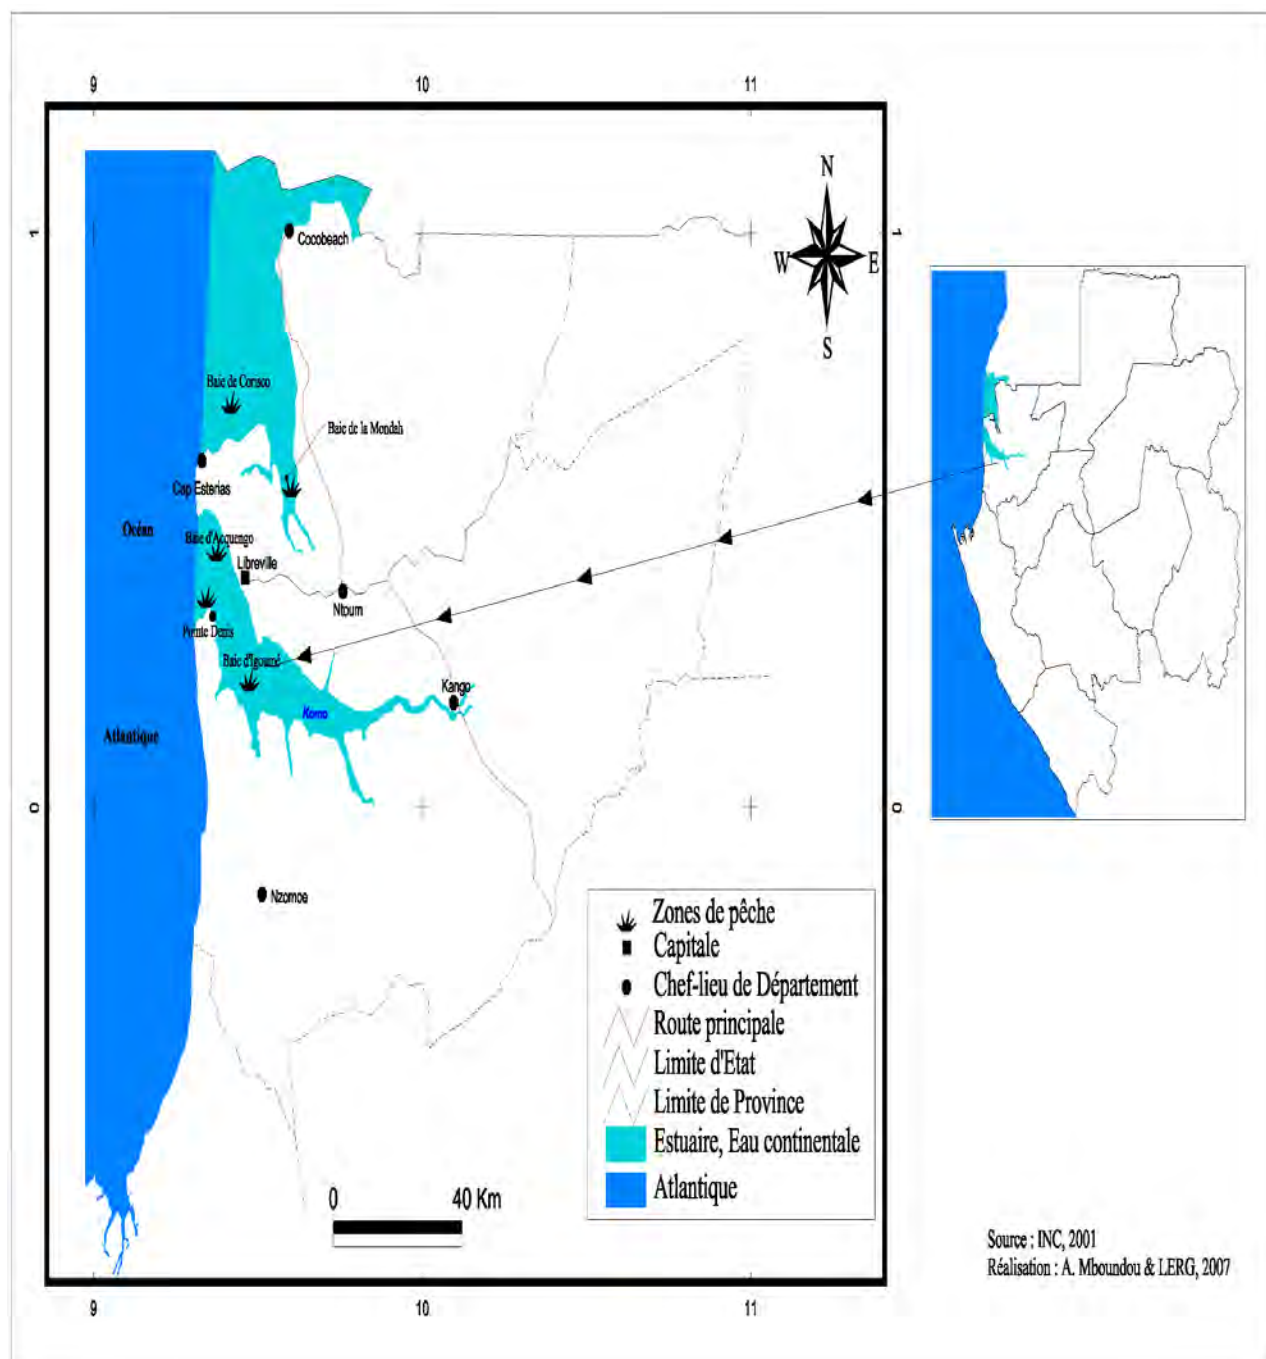 9 10 11
N
W E
S
1 1
Cocobeach
Baie de Corisco
Baie de la Mondah
Cap Esterias
Océan
Baie d'Acquengo
Libreville
Ntoum
Pointe Denis
Baie d'Igoumé
Kango
Komo
Atlantique
0 0
Nzomoe
Zones de pêche
Capitale
Chef-lieu de Département
Route principale
Limite d'Etat
Limite de Province
Estuaire, Eau continentale
Atlantique
0 40 Km
Source : INC, 2001
Réalisation : A. Mboundou & LERG, 2007
9 10 11